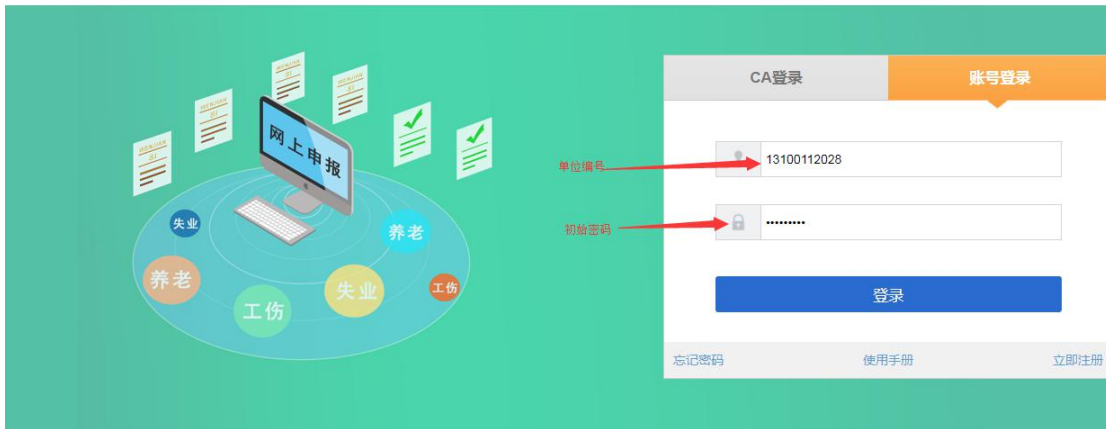 CA登录
账号登录
网上申报
单位编号
13100112028
初始密码
•••••••••
失业
养老
养老
失业
工伤
工伤
登录
忘记密码
使用手册
立即注册